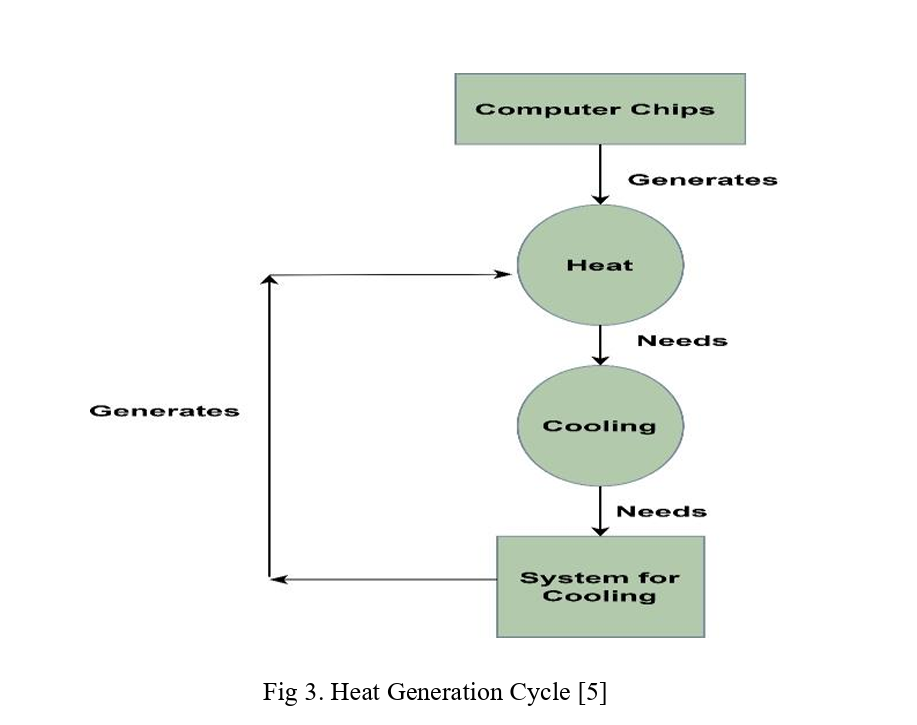 Computer Chips
Generates
Heat
Needs
Generates
Cooling
Needs
System for
Cooling
Fig 3. Heat Generation Cycle [5]